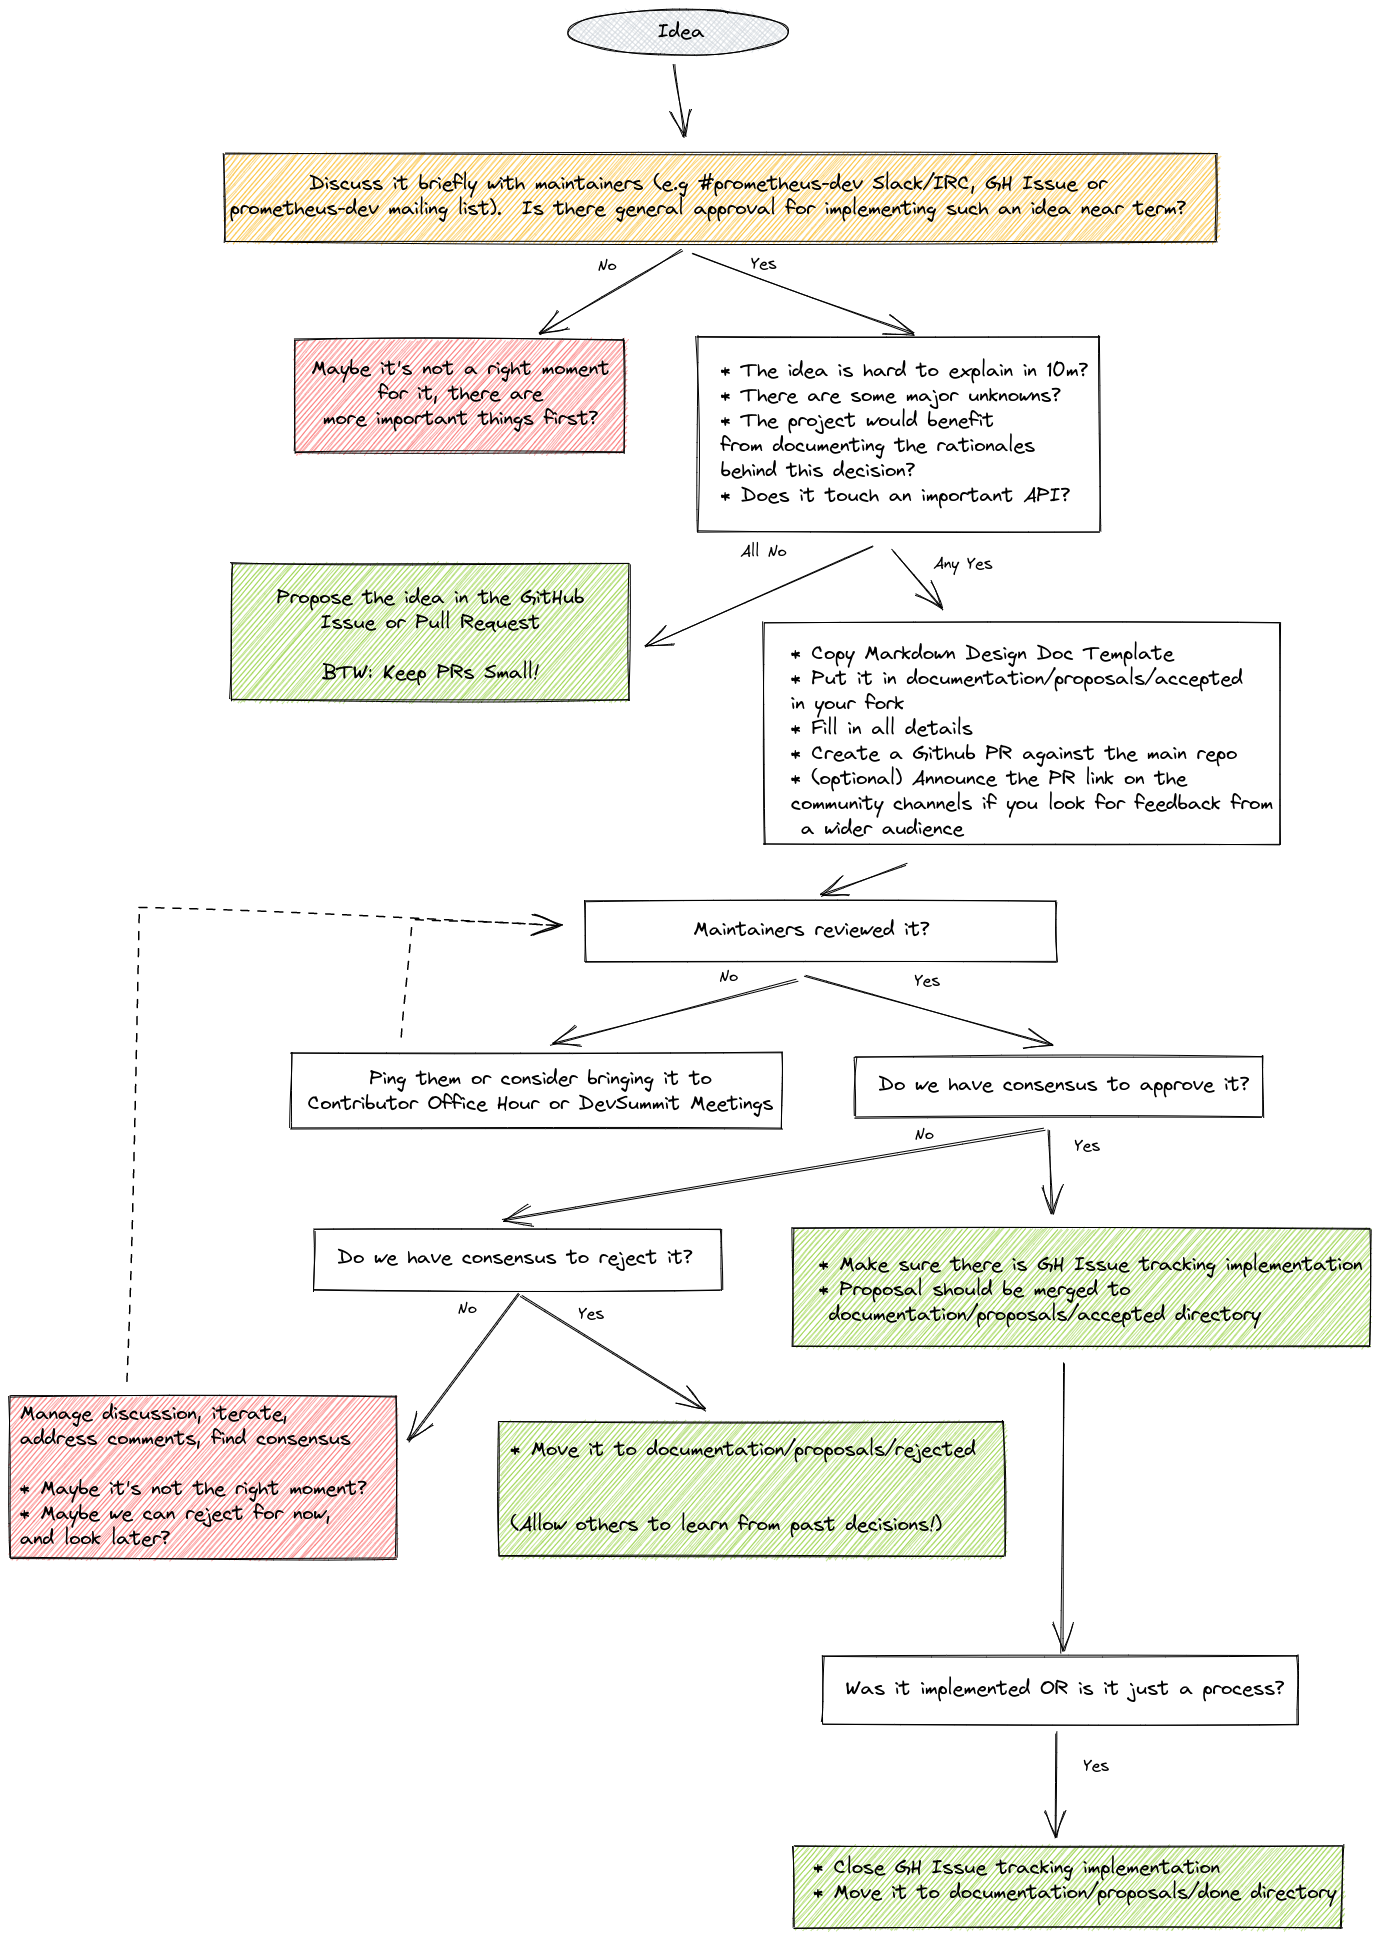 Idea
Discuss it briefly with maintainers (e.g #prometheus-dev Slack/IRC, GH Issue or
prometheus-dev mailing list). Is there general approval for implementing such an idea near term?
No
Yes
Maybe it's not a right moment
for it, there are
more important things first?
* The idea is hard to explain in 10m?
* There are some major unknowns?
* The project would benefit
from documenting the rationales
behind this decision?
* Does it touch an important API?
All No
Any Yes
Propose the idea in the GitHub
Issue or Pull Request
BTW: Keep PRs Small!
* Copy Markdown Design Doc Template
* Put it in documentation/proposals/accepted
in your fork
* Fill in all details
* Create a Github PR against the main repo
* (optional) Announce the PR link on the
community channels if you look for feedback from
a wider audience
Maintainers reviewed it?
No
Yes
Ping them or consider bringing it to
Contributor Office Hour or DevSummit Meetings
Do we have consensus to approve it?
No
Yes
Do we have consensus to reject it?
* Make sure there is GH Issue tracking implementation
* Proposal should be merged to
documentation/proposals/accepted directory
No
Yes
Manage discussion, iterate,
address comments, find consensus
* Maybe it's not the right moment?
* Maybe we can reject for now,
and look later?
* Move it to documentation/proposals/rejected
(Allow others to learn from past decisions!)
Was it implemented OR is it just a process?
Yes
* Close GH Issue tracking implementation
* Move it to documentation/proposals/done directory